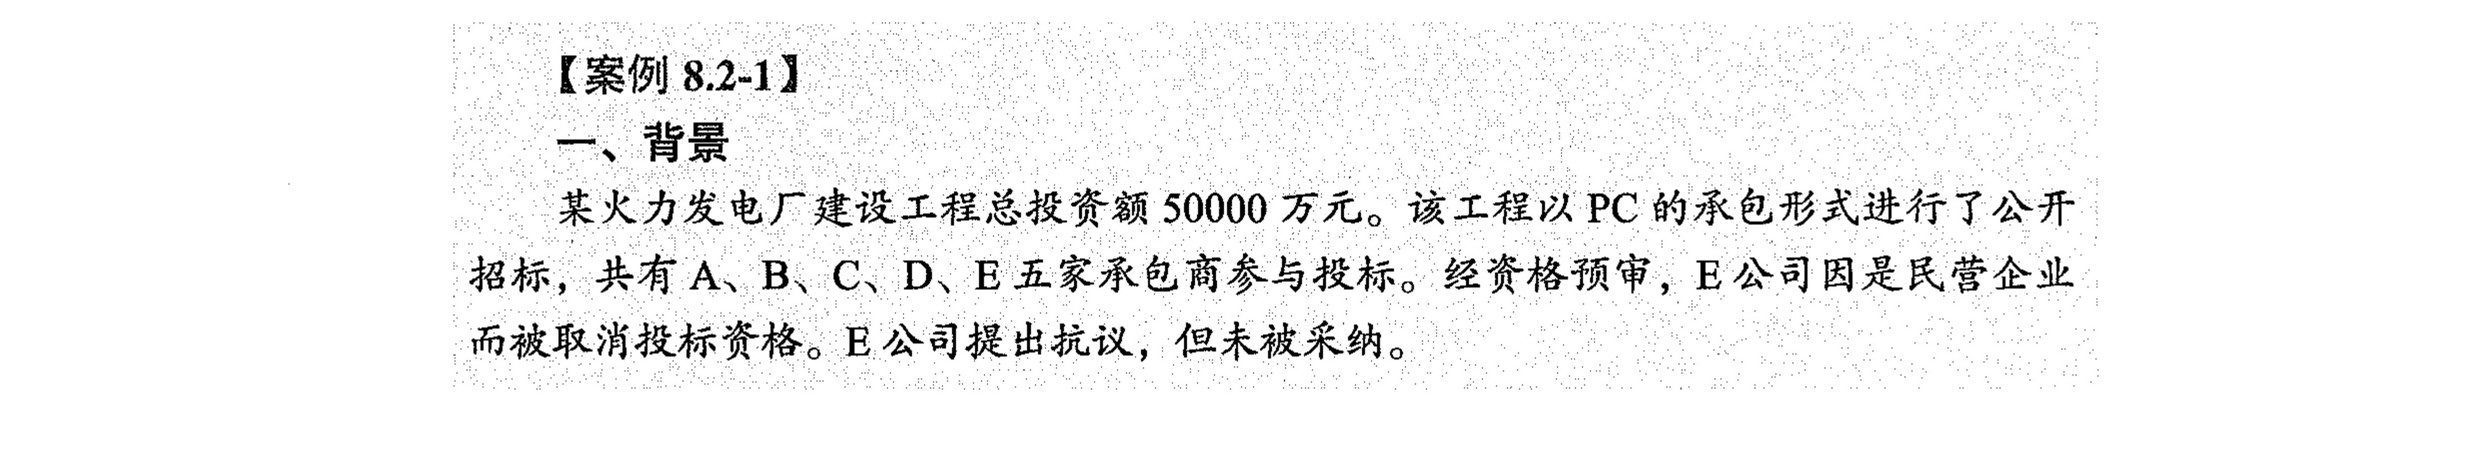 【案例 8.2-1】
一、背景
某火力发电厂建设工程总投资额 50000 万元。该工程以 PC 的承包形式进行了公开
招标，共有 A、B、C、D、E 五家承包商参与投标。经资格预审，E 公司因是民营企业
而被取消投标资格。E 公司提出抗议，但未被采纳。